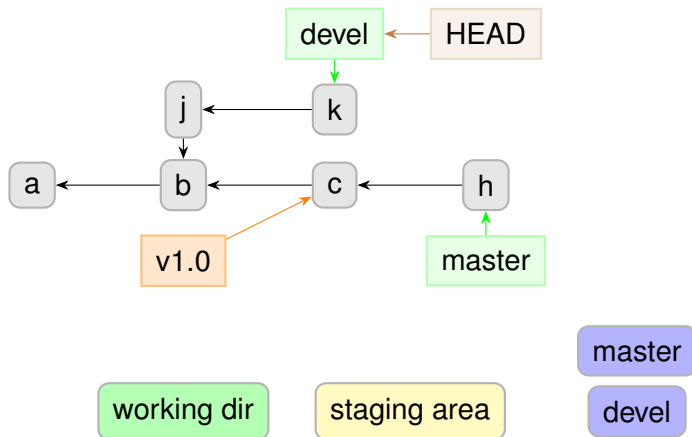 devel
HEAD
j
k
a
b
c
h
v1.0
master
master
working dir
staging area
devel